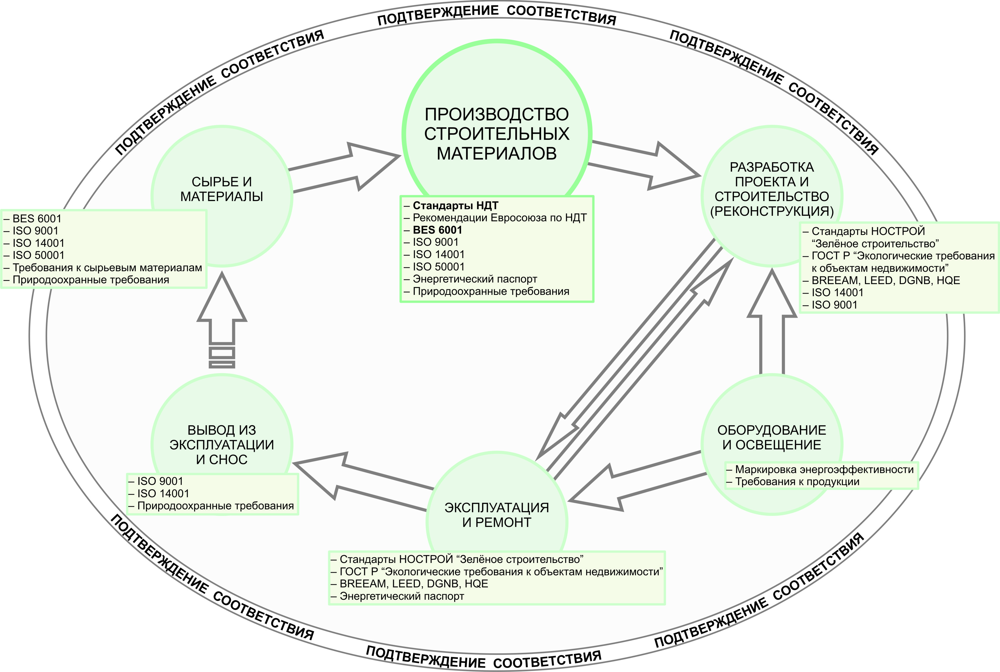 ПОДТВЕРЖДЕНИЕ СООТВЕТСТВИЯ
ПОДТВЕРЖДЕНИЕ СООТВЕТСТВИЯ
ПОДТВЕРЖДЕНИЕ СООТВЕТСТВИЯ
СЫРЬЕ И
МАТЕРИАЛЫ
– BES 6001
– ISO 9001
– ISO 14001
– ISO 50001
– Требования к сырьевым материалам
– Природоохранные требования
ПРОИЗВОДСТВО
СТРОИТЕЛЬНЫХ
МАТЕРИАЛОВ
– Стандарты НДТ
– Рекомендации Евросоюза по НДТ
– BES 6001
– ISO 9001
– ISO 14001
– ISO 50001
– Энергетический паспорт
– Природоохранные требования
РАЗРАБОТКА
ПРОЕКТА И
СТРОИТЕЛЬСТВО
(РЕКОНСТРУКЦИЯ)
– Стандарты НОСТРОЙ
“Зелёное строительство”
– ГОСТ Р “Экологические требования
к объектам недвижимости”
– BREEAM, LEED, DGNB, HQE
– ISO 14001
– ISO 9001
ВЫВОД ИЗ
ЭКСПЛУАТАЦИИ
И СНОС
– ISO 9001
– ISO 14001
– Природоохранные требования
ЭКСПЛУАТАЦИЯ
И РЕМОНТ
– Стандарты НОСТРОЙ “Зелёное строительство”
– ГОСТ Р “Экологические требования к объектам недвижимости”
– BREEAM, LEED, DGNB, HQE
– Энергетический паспорт
ОБОРУДОВАНИЕ
И ОСВЕЩЕНИЕ
– Маркировка энергоэффективности
– Требования к продукции
ПОДТВЕРЖДЕНИЕ СООТВЕТСТВИЯ
ПОДТВЕРЖДЕНИЕ СООТВЕТСТВИЯ
ПОДТВЕРЖДЕНИЕ СООТВЕТСТВИЯ